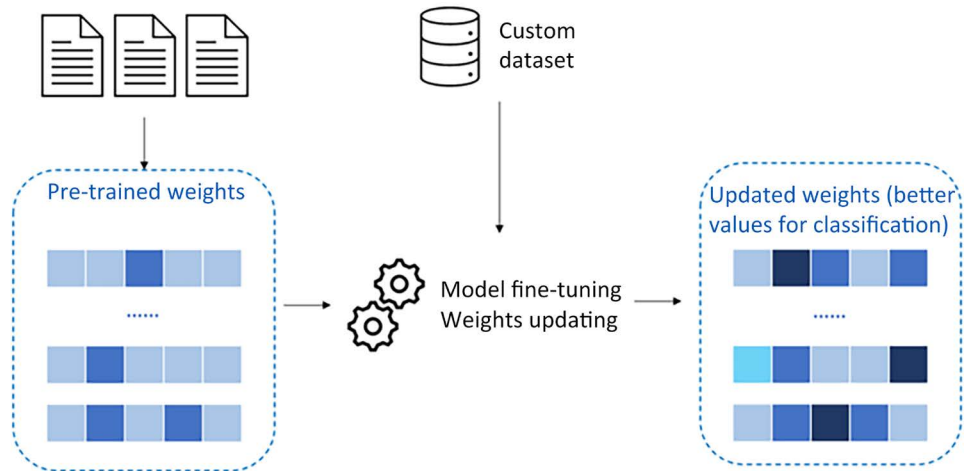 Custom
dataset
Pre-trained weights
......
Model fine-tuning
Weights updating
Updated weights (better
values for classification)
......